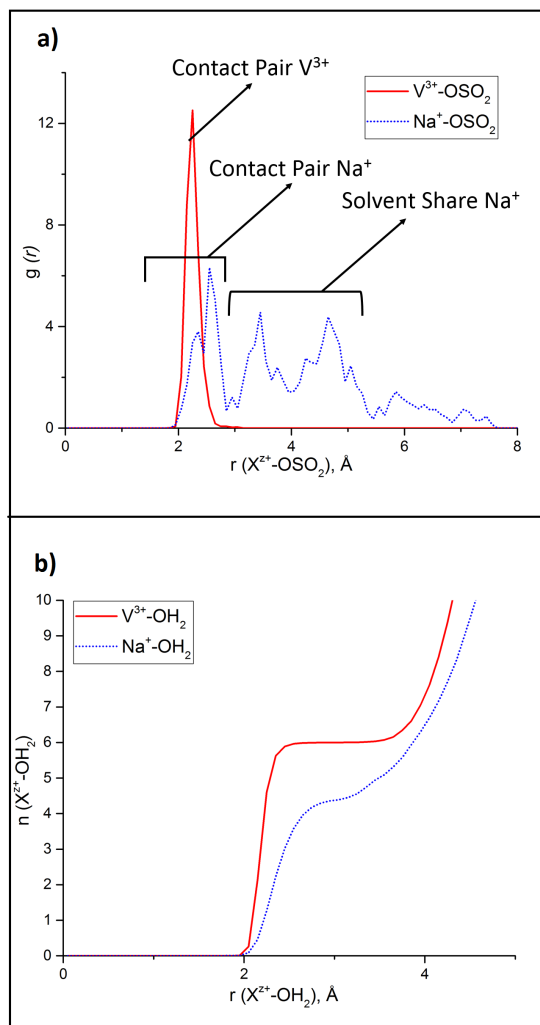 a)
Contact Pair V³⁺
V³⁺-OSO₂
Na⁺-OSO₂
Contact Pair Na⁺
Solvent Share Na⁺
g (r)
12
8
4
0
0 2 4 6 8
r (Xᶻ⁺-OSO₂), Å
b)
V³⁺-OH₂
Na⁺-OH₂
n (Xᶻ⁺-OH₂)
10
9
8
7
6
5
4
3
2
1
0
0 2 4
r (Xᶻ⁺-OH₂), Å